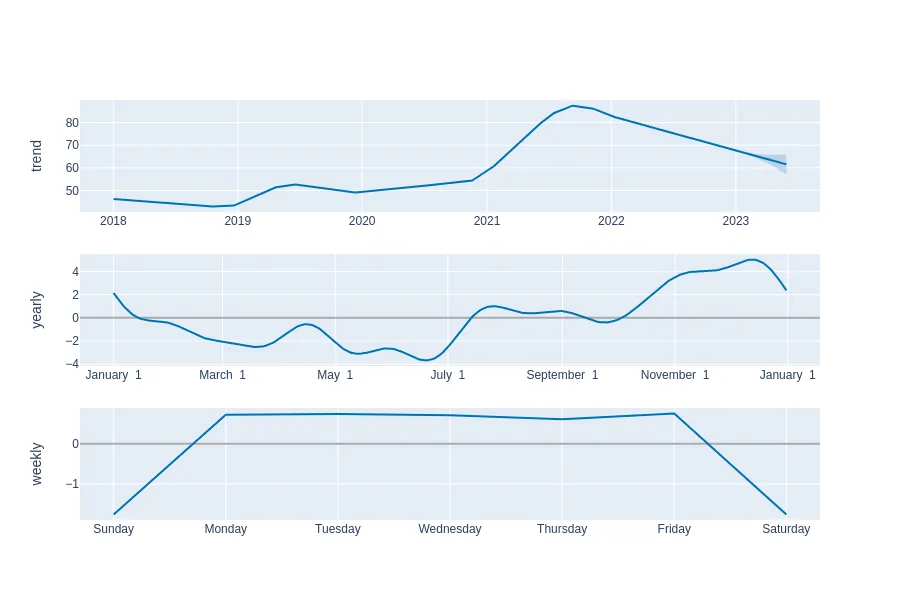 trend
80
70
60
50
2018 2019 2020 2021 2022 2023
yearly
4
2
0
−2
−4
January 1 March 1 May 1 July 1 September 1 November 1 January 1
weekly
0
−1
Sunday Monday Tuesday Wednesday Thursday Friday Saturday